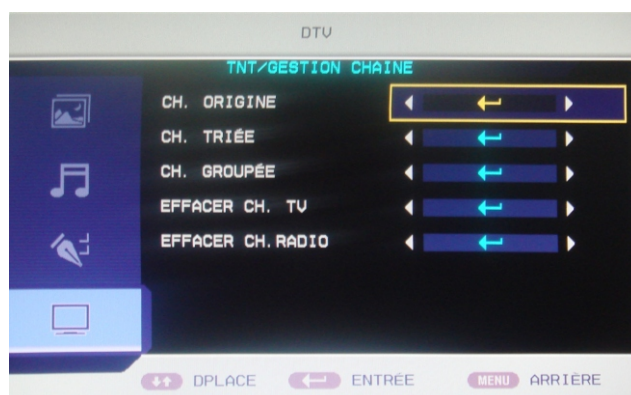 DTV
TNT/GESTION CHAINE
CH. ORIGINE
CH. TRIÉE
CH. GROUPÉE
EFFACER CH. TV
EFFACER CH.RADIO
DPLACE ENTRÉE MENU ARRIÈRE